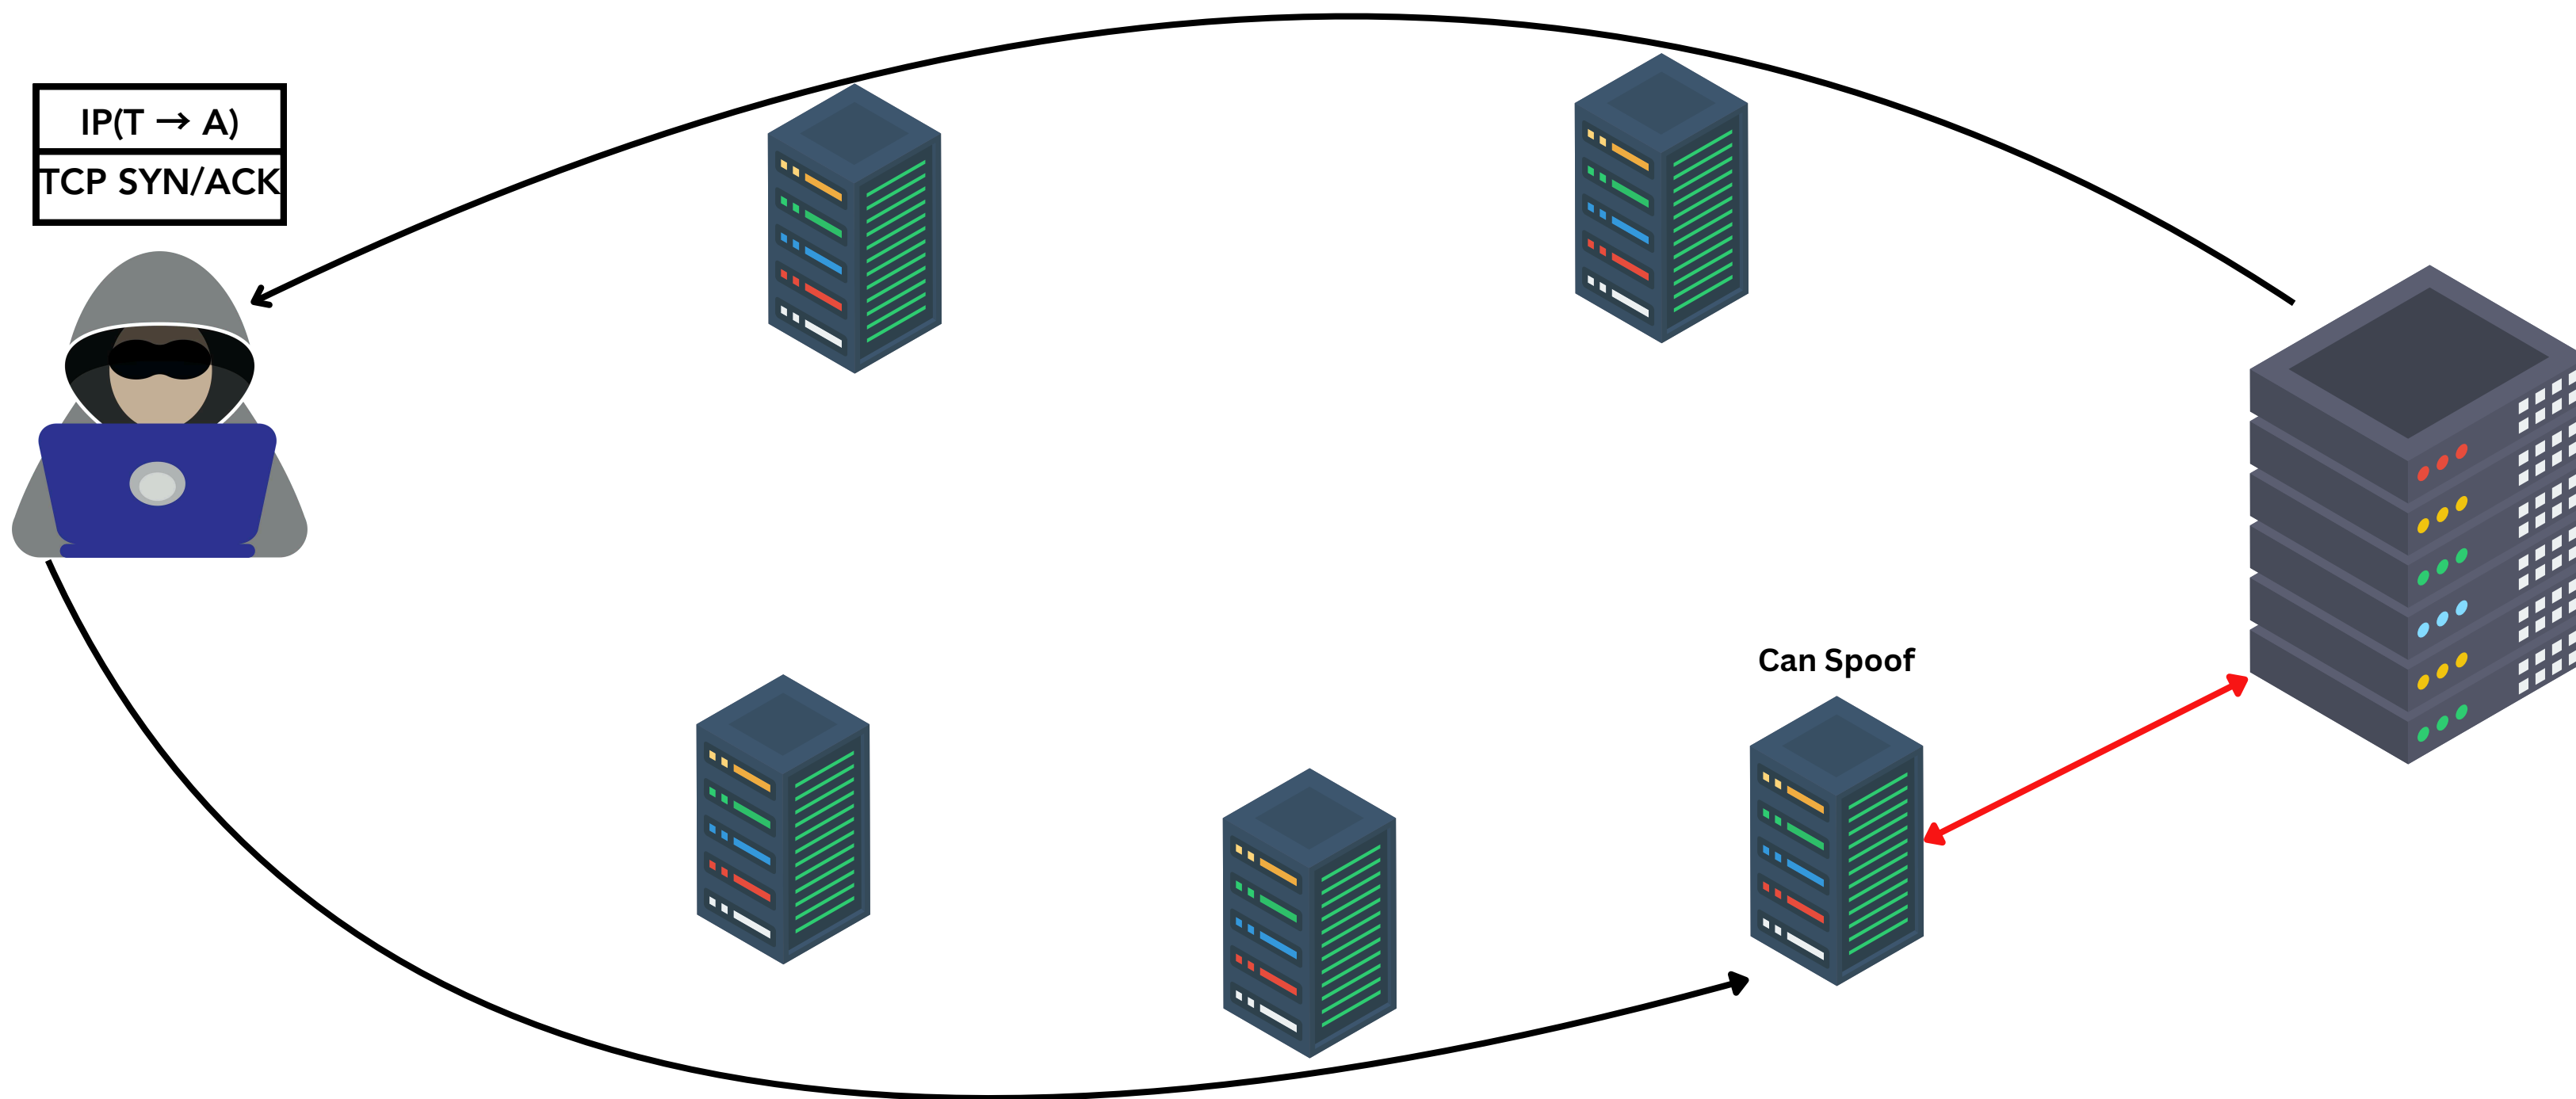 IP(T → A)
TCP SYN/ACK
Can Spoof